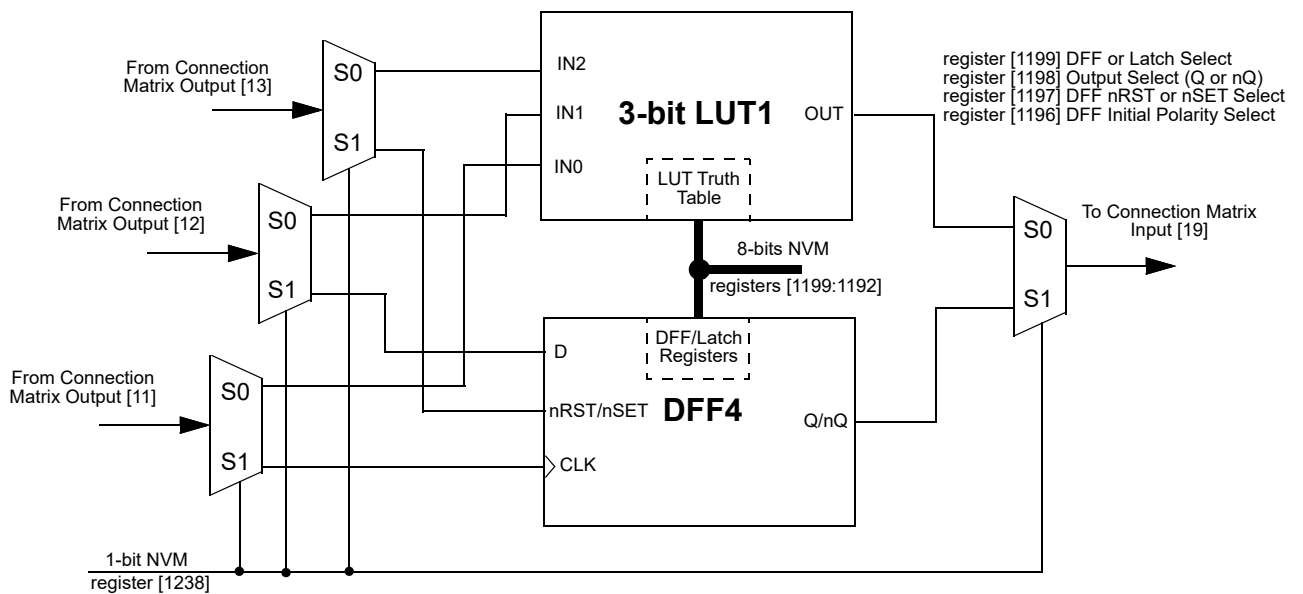 From Connection
Matrix Output [13]
S0
S1
From Connection
Matrix Output [12]
S0
S1
From Connection
Matrix Output [11]
S0
S1
1-bit NVM
register [1238]
IN2
IN1
IN0
3-bit LUT1
OUT
LUT Truth
Table
8-bits NVM
registers [1199:1192]
DFF/Latch
Registers
D
nRST/nSET
CLK
DFF4
Q/nQ
register [1199] DFF or Latch Select
register [1198] Output Select (Q or nQ)
register [1197] DFF nRST or nSET Select
register [1196] DFF Initial Polarity Select
S0
S1
To Connection Matrix
Input [19]